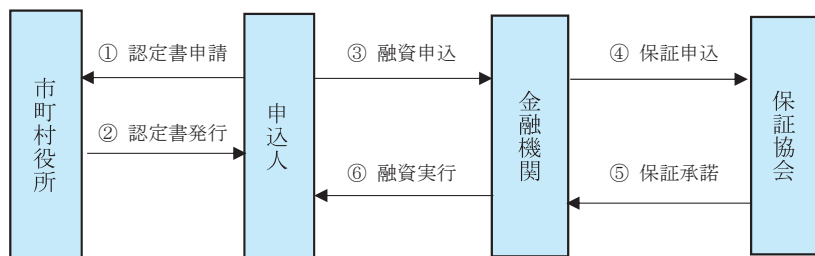 ① 認定書申請
③ 融資申込
④ 保証申込
市町村役所
申込人
金融機関
保証協会
② 認定書発行
⑥ 融資実行
⑤ 保証承諾